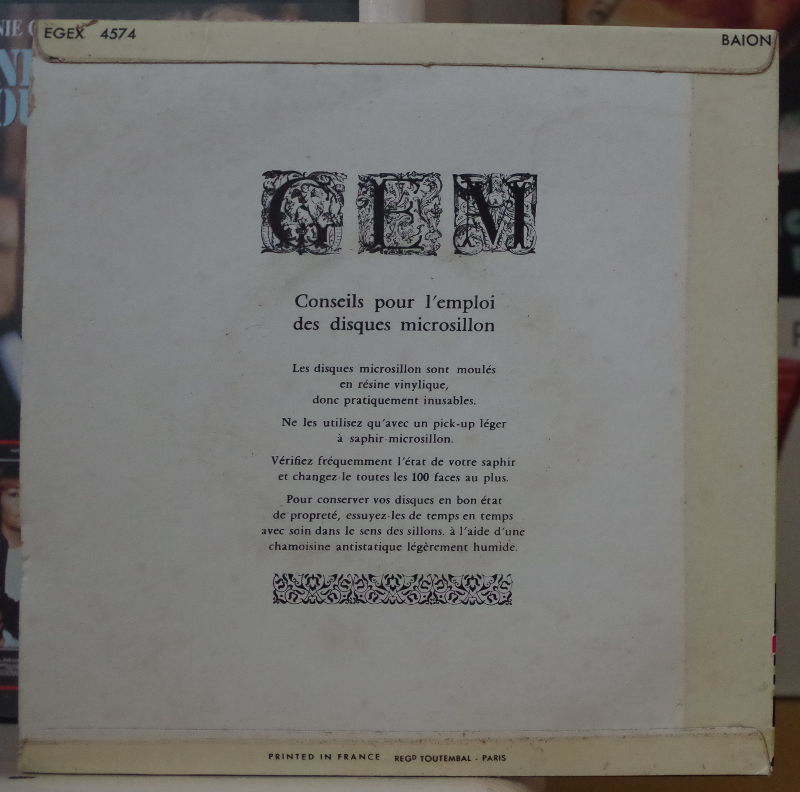 EGEX 4574
BAION
GEM
Conseils pour l'emploi
des disques microsillon
Les disques microsillon sont moulés
en résine vinylique,
donc pratiquement inusables.
Ne les utilisez qu'avec un pick-up léger
à saphir microsillon.
Vérifiez fréquemment l'état de votre saphir
et changez-le toutes les 100 faces au plus.
Pour conserver vos disques en bon état
de propreté, essuyez-les de temps en temps
avec soin dans le sens des sillons. à l'aide d'une
chamoisine antistatique légèrement humide.
PRINTED IN FRANCE REGD TOUTEMBAL - PARIS